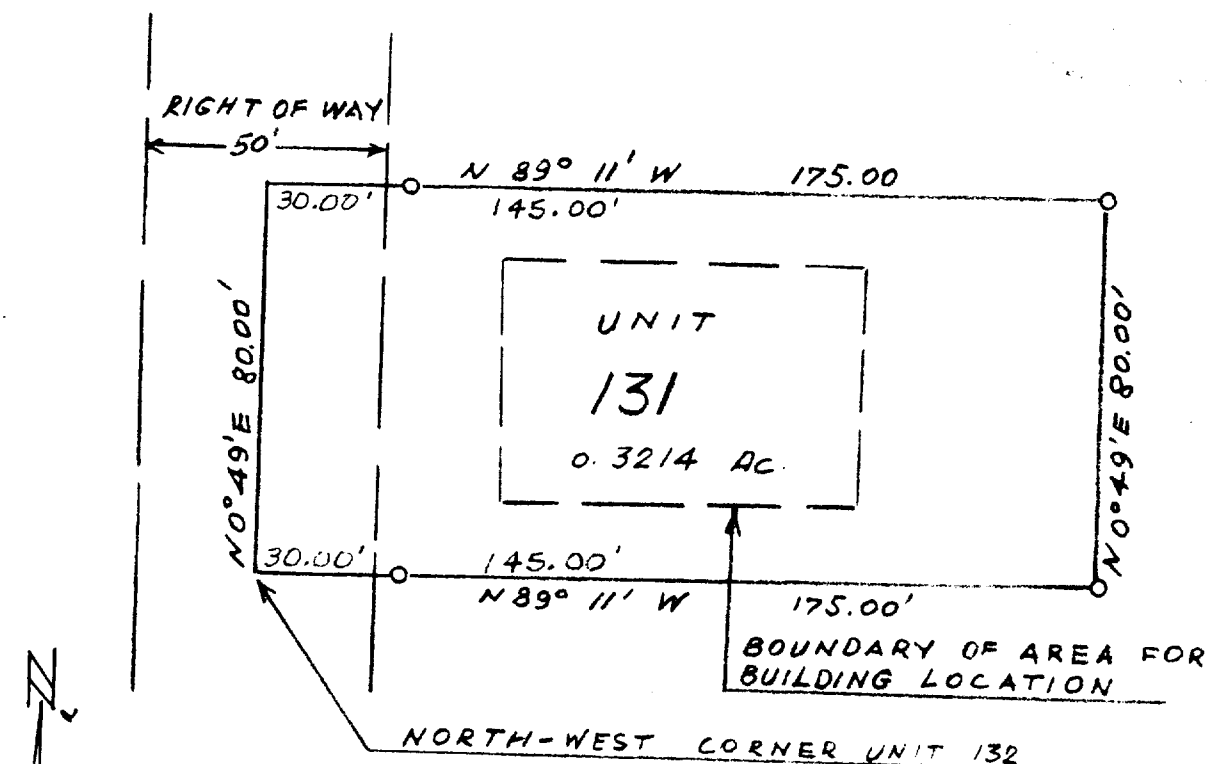 RIGHT OF WAY
50'
N 89° 11' W 175.00
30.00' 145.00'
N 0° 49' E 80.00'
UNIT
131
0.3214 AC.
N 0° 49' E 80.00'
30.00' 145.00'
N 89° 11' W 175.00'
BOUNDARY OF AREA FOR
BUILDING LOCATION
N
NORTH-WEST CORNER UNIT 132